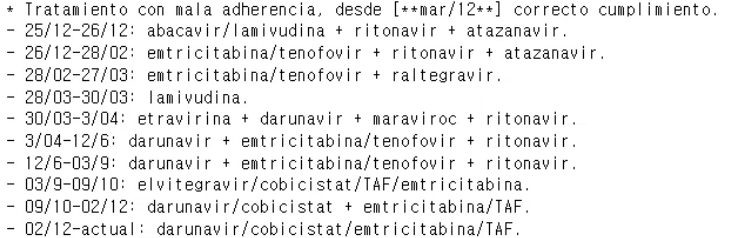 * Tratamiento con mala adherencia, desde [**mar/12**] correcto cumplimiento.
- 25/12-26/12: abacavir/lamivudina + ritonavir + atazanavir.
- 26/12-28/02: emtricitabina/tenofovir + ritonavir + atazanavir.
- 28/02-27/03: emtricitabina/tenofovir + raltegravir.
- 28/03-30/03: lamivudina.
- 30/03-3/04: etravirina + darunavir + maraviroc + ritonavir.
- 3/04-12/6: darunavir + emtricitabina/tenofovir + ritonavir.
- 12/6-03/9: darunavir + emtricitabina/tenofovir + ritonavir.
- 03/9-09/10: elvitegravir/cobicistat/TAF/emtricitabina.
- 09/10-02/12: darunavir/cobicistat + emtricitabina/TAF.
- 02/12-actual: darunavir/cobicistat/emtricitabina/TAF.